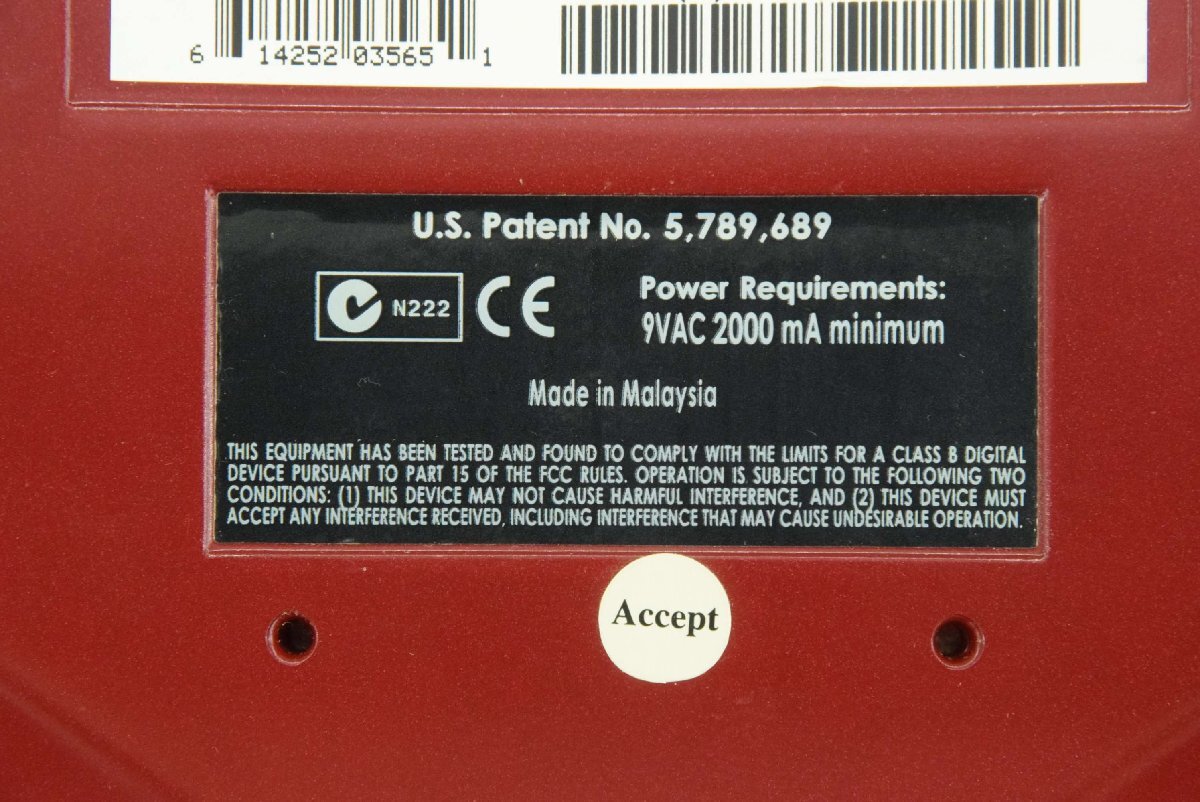 6 14252 03565 1
U.S. Patent No. 5,789,689
N222 CE
Power Requirements:
9VAC 2000 mA minimum
Made in Malaysia
THIS EQUIPMENT HAS BEEN TESTED AND FOUND TO COMPLY WITH THE LIMITS FOR A CLASS B DIGITAL
DEVICE PURSUANT TO PART 15 OF THE FCC RULES. OPERATION IS SUBJECT TO THE FOLLOWING TWO
CONDITIONS: (1) THIS DEVICE MAY NOT CAUSE HARMFUL INTERFERENCE, AND (2) THIS DEVICE MUST
ACCEPT ANY INTERFERENCE RECEIVED, INCLUDING INTERFERENCE THAT MAY CAUSE UNDESIRABLE OPERATION.
Accept